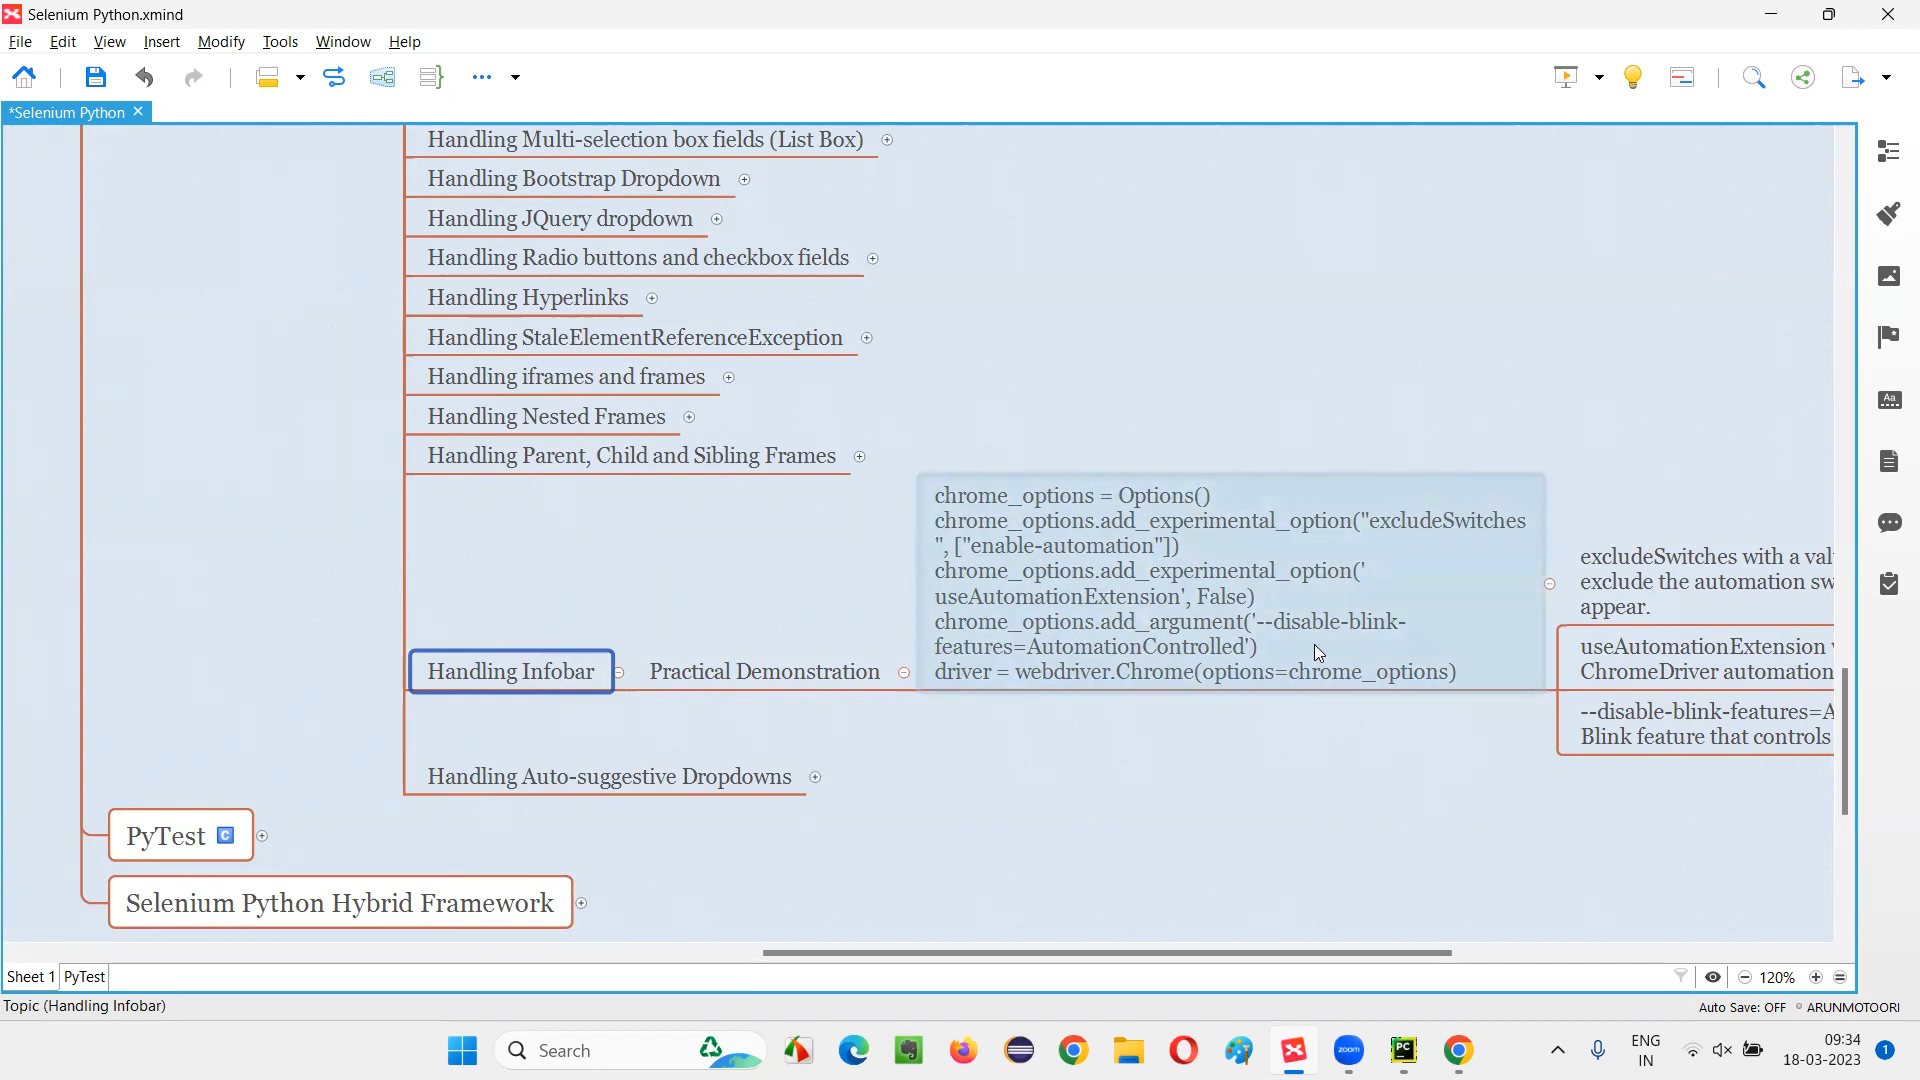 Selenium Python.xmind
File Edit View Insert Modify Tools Window Help
*Selenium Python
Handling Multi-selection box fields (List Box)
Handling Bootstrap Dropdown
Handling JQuery dropdown
Handling Radio buttons and checkbox fields
Handling Hyperlinks
Handling StaleElementReferenceException
Handling iframes and frames
Handling Nested Frames
Handling Parent, Child and Sibling Frames
Handling Infobar
Practical Demonstration
chrome_options = Options()
chrome_options.add_experimental_option("excludeSwitches
", ["enable-automation"])
chrome_options.add_experimental_option('
useAutomationExtension', False)
chrome_options.add_argument('--disable-blink-
features=AutomationControlled')
driver = webdriver.Chrome(options=chrome_options)
excludeSwitches with a val
exclude the automation sw
appear.
useAutomationExtension
ChromeDriver automation
--disable-blink-features=A
Blink feature that controls
Handling Auto-suggestive Dropdowns
PyTest
Selenium Python Hybrid Framework
Sheet 1 PyTest
120%
Topic (Handling Infobar)
Auto Save: OFF ARUNMOTOORI
Search
ENG
IN
09:34
18-03-2023
1